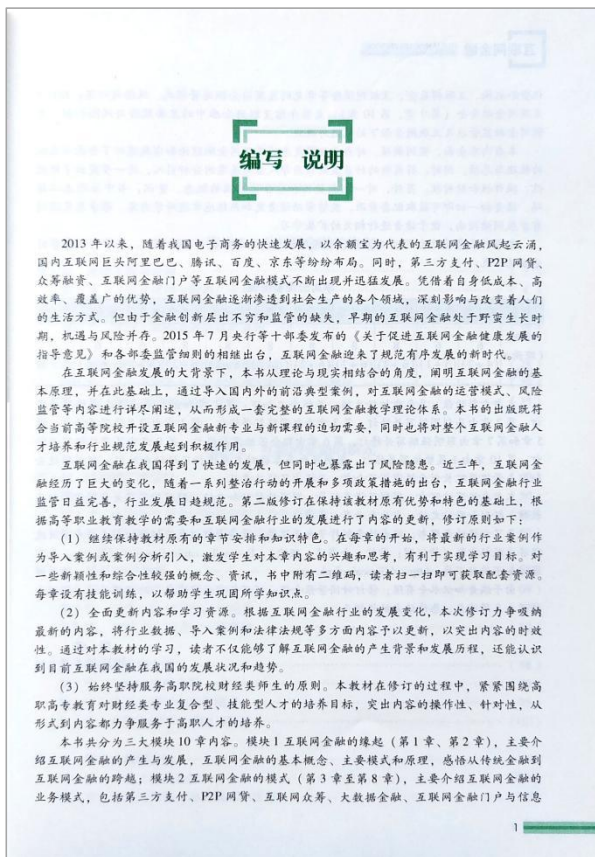 编写 说明
2013 年以来，随着我国电子商务的快速发展，以余额宝为代表的互联网金融风起云涌，
国内互联网巨头阿里巴巴、腾讯、百度、京东等纷纷布局。同时，第三方支付、P2P 网贷、
众筹融资、互联网金融门户等互联网金融模式不断出现并迅猛发展。凭借着自身低成本、高
效率、覆盖广的优势，互联网金融逐渐渗透到社会生产的各个领域，深刻影响与改变着人们
的生活方式。但由于金融创新层出不穷和监管的缺失，早期的互联网金融处于野蛮生长时
期，机遇与风险并存。2015 年 7 月央行等十部委发布的《关于促进互联网金融健康发展的
指导意见》和各部委监管细则的相继出台，互联网金融迎来了规范有序发展的新时代。
在互联网金融发展的大背景下，本书从理论与现实相结合的角度，阐明互联网金融的基
本原理，并在此基础上，通过导入国内外的前沿典型案例，对互联网金融的运营模式、风险
监管等内容进行详尽阐述，从而形成一套完整的互联网金融教学理论体系。本书的出版既符
合当前高等院校开设互联网金融新专业与新课程的迫切需要，同时也将对整个互联网金融人
才培养和行业规范发展起到积极作用。
互联网金融在我国得到了快速的发展，但同时也暴露出了风险隐患。近三年，互联网金
融经历了巨大的变化，随着一系列整治行动的开展和多项政策措施的出台，互联网金融行业
监管日益完善，行业发展日趋规范。第二版修订在保持该教材原有优势和特色的基础上，根
据高等职业教育教学的需要和互联网金融行业的发展进行了内容的更新，修订原则如下：
（1）继续保持教材原有的章节安排和知识特色。在每章的开始，将最新的行业案例作
为导入案例或案例分析引入，激发学生对本章内容的兴趣和思考，有利于实现学习目标。对
一些新颖性和综合性较强的概念、资讯，书中附有二维码，读者扫一扫即可获取配套资源。
每章设有技能训练，以帮助学生巩固所学知识点。
（2）全面更新内容和学习资源。根据互联网金融行业的发展变化，本次修订力争吸纳
最新的内容，将行业数据、导入案例和法律法规等多方面内容予以更新，以突出内容的时效
性。通过对本教材的学习，读者不仅能够了解互联网金融的产生背景和发展历程，还能认识
到目前互联网金融在我国的发展状况和趋势。
（3）始终坚持服务高职院校财经类师生的原则。本教材在修订的过程中，紧紧围绕高
职高专教育对财经类专业复合型、技能型人才的培养目标，突出内容的操作性、针对性，从
形式到内容都力争服务于高职人才的培养。
本书共分为三大模块 10 章内容。模块 1 互联网金融的缘起（第 1 章、第 2 章），主要介
绍互联网金融的产生与发展，互联网金融的基本概念、主要模式和原理，感悟从传统金融到
互联网金融的跨越；模块 2 互联网金融的模式（第 3 章至第 8 章），主要介绍互联网金融的
业务模式，包括第三方支付、P2P 网贷、互联网众筹、大数据金融、互联网金融门户与信息
1